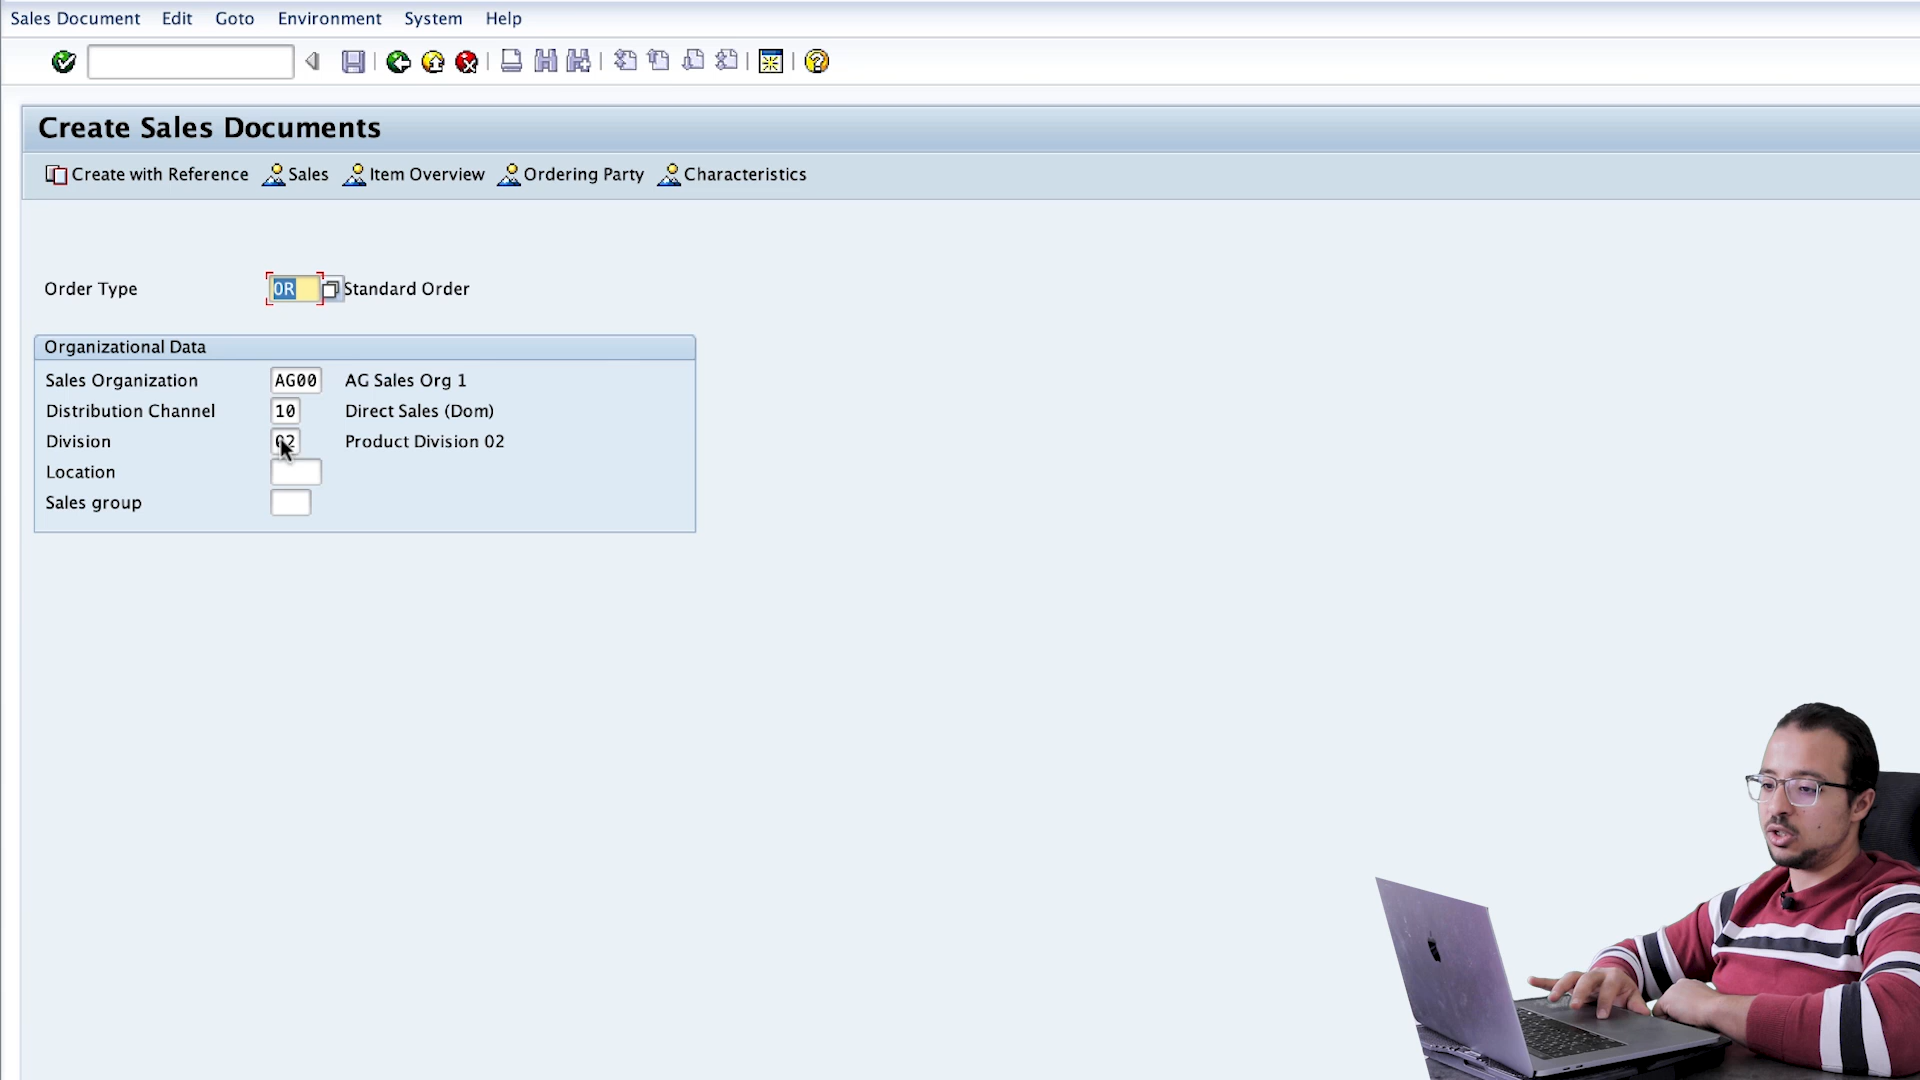 Sales Document Edit Goto Environment System Help
Create Sales Documents
Create with Reference Sales Item Overview Ordering Party Characteristics
Order Type OR Standard Order
Organizational Data
Sales Organization AG00 AG Sales Org 1
Distribution Channel 10 Direct Sales (Dom)
Division 02 Product Division 02
Location
Sales group